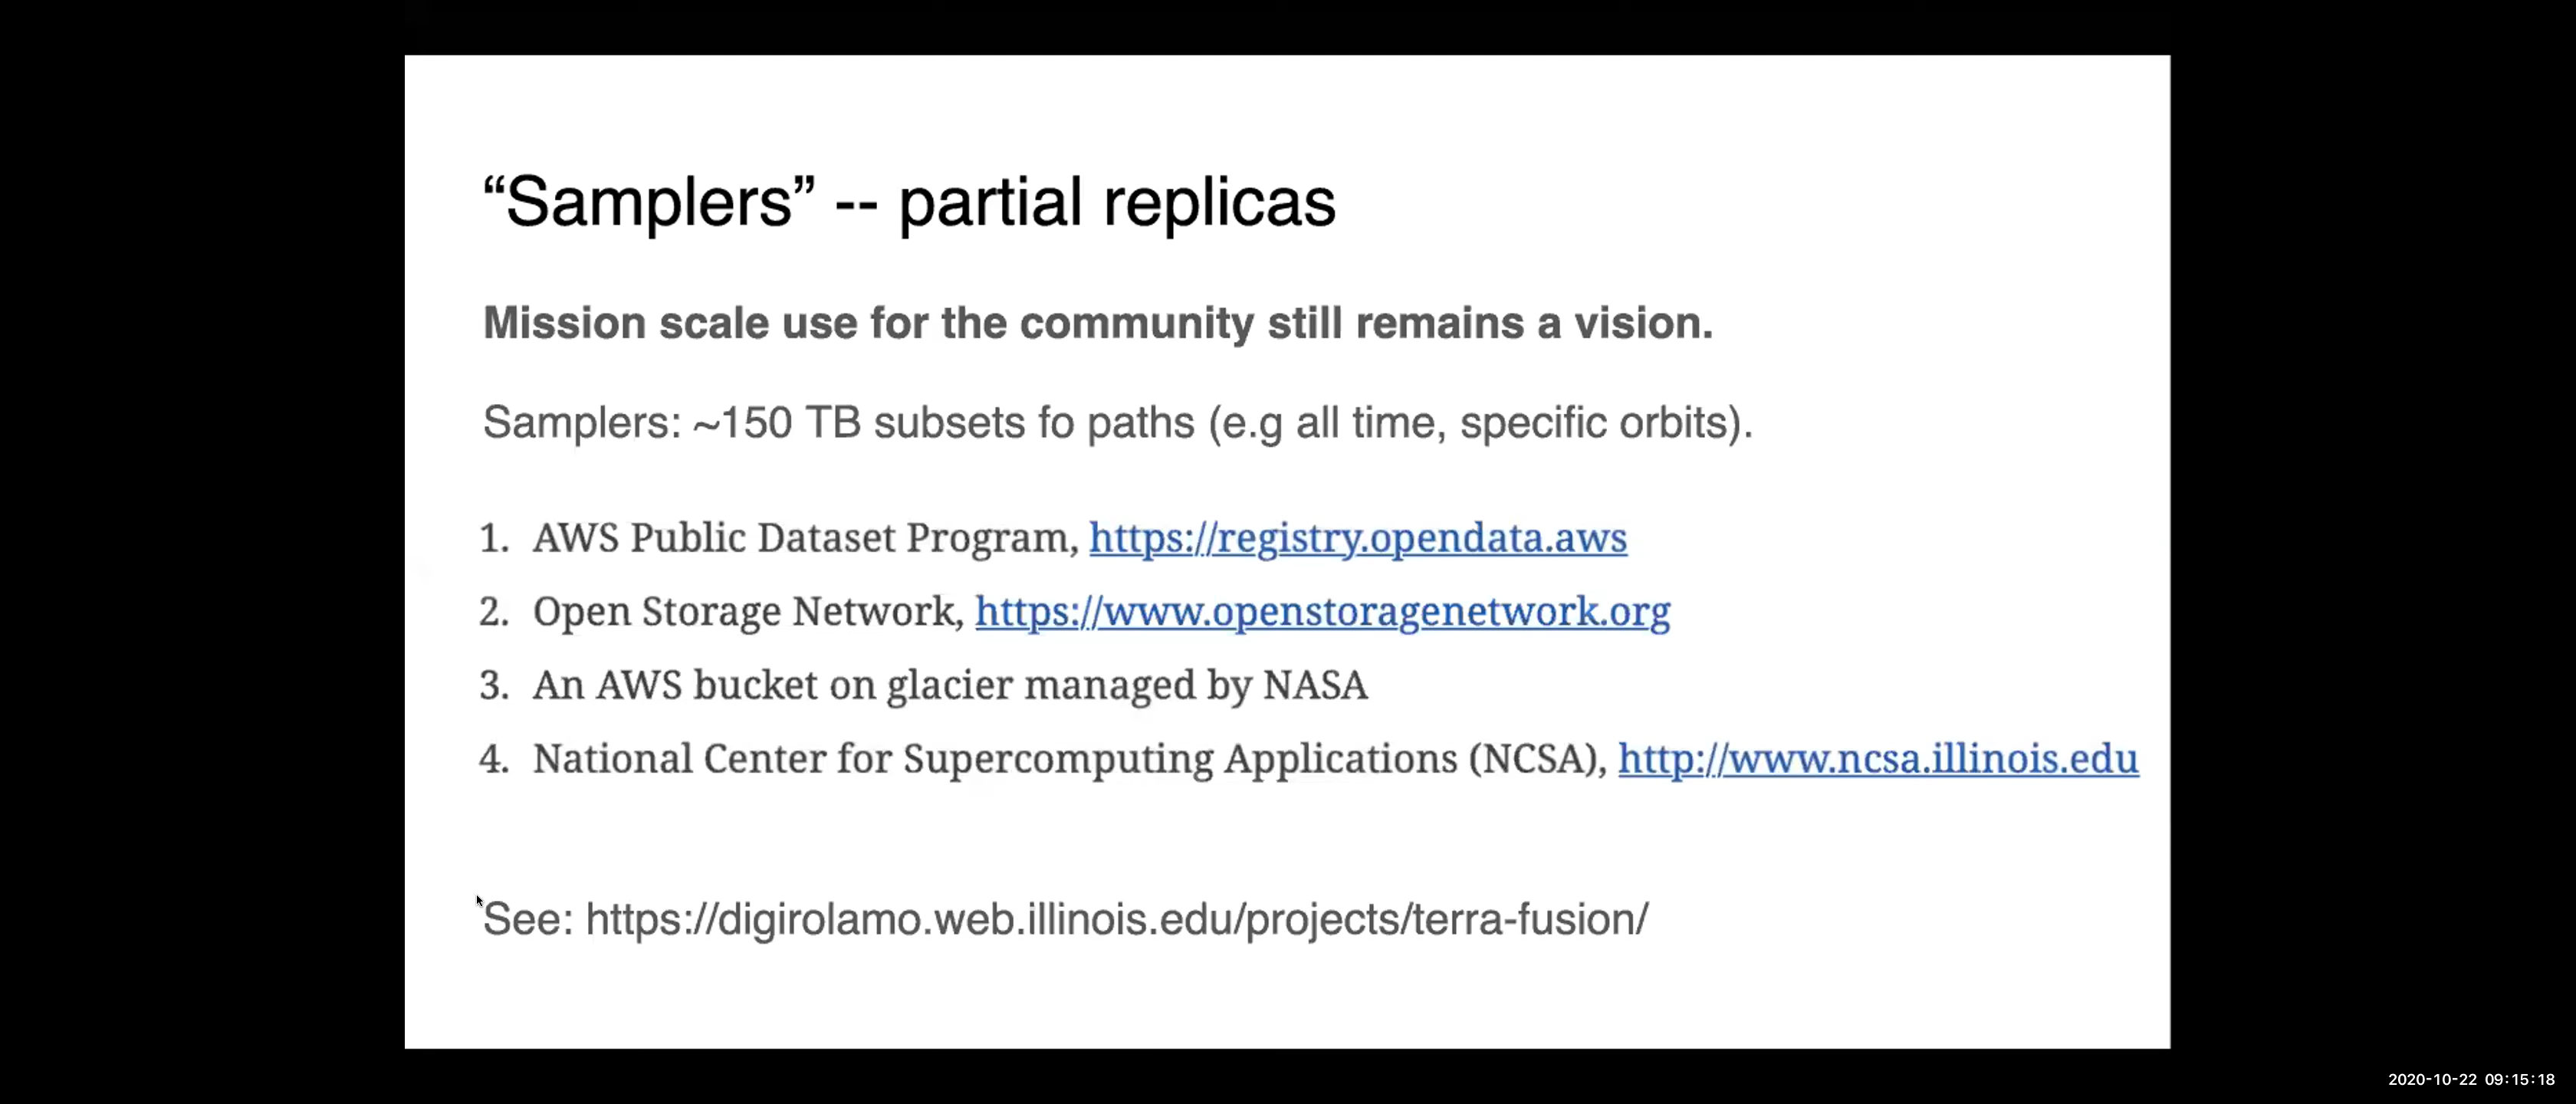 “Samplers” -- partial replicas
Mission scale use for the community still remains a vision.
Samplers: ~150 TB subsets fo paths (e.g all time, specific orbits).
1. AWS Public Dataset Program, https://registry.opendata.aws
2. Open Storage Network, https://www.openstoragenetwork.org
3. An AWS bucket on glacier managed by NASA
4. National Center for Supercomputing Applications (NCSA), http://www.ncsa.illinois.edu
See: https://digirolamo.web.illinois.edu/projects/terra-fusion/
2020-10-22 09:15:18